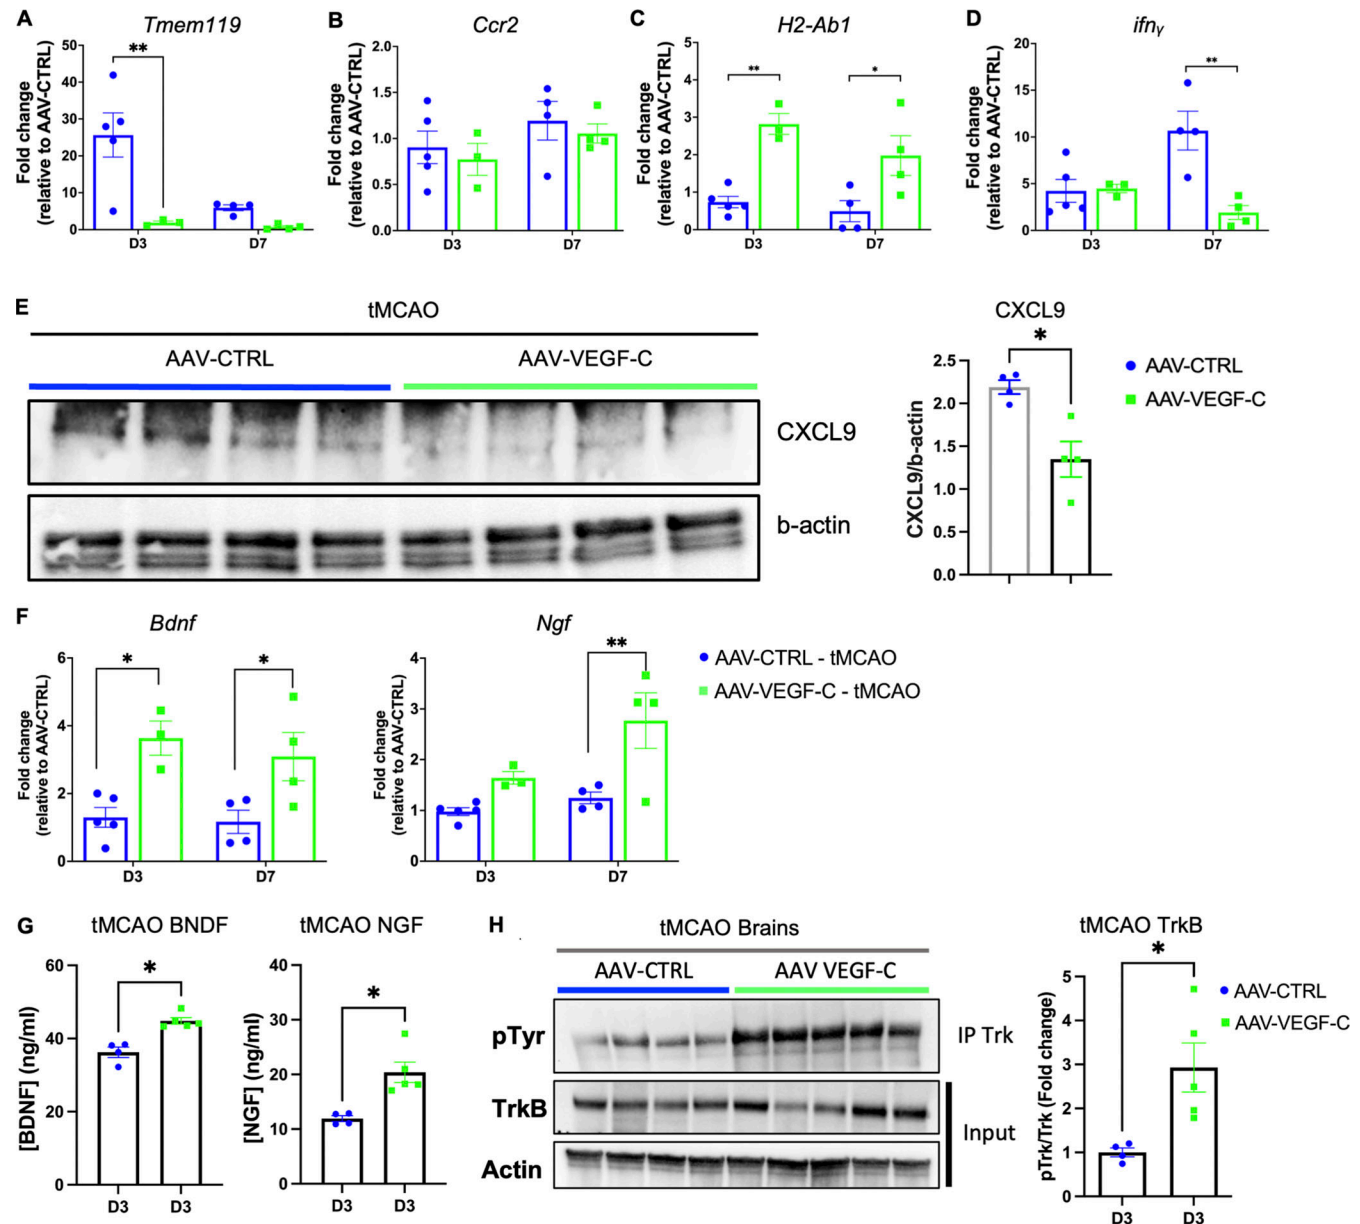 A
Tmem119
Fold change
(relative to AAV-CTRL)
50
40
30
20
10
0
**
D3
D7
B
Ccr2
Fold change
(relative to AAV-CTRL)
2.0
1.5
1.0
0.5
0.0
D3
D7
C
H2-Ab1
Fold change
(relative to AAV-CTRL)
5
4
3
2
1
0
**
*
D3
D7
D
ifnγ
Fold change
(relative to AAV-CTRL)
20
15
10
5
0
**
D3
D7
E
tMCAO
AAV-CTRL
AAV-VEGF-C
CXCL9
b-actin
CXCL9
*
CXCL9/b-actin
2.5
2.0
1.5
1.0
0.5
0.0
AAV-CTRL
AAV-VEGF-C
F
Bdnf
Fold change
(relative to AAV-CTRL)
6
4
2
0
*
*
D3
D7
Ngf
Fold change
(relative to AAV-CTRL)
4
3
2
1
0
**
D3
D7
AAV-CTRL - tMCAO
AAV-VEGF-C - tMCAO
G
tMCAO BNDF
[BDNF] (ng/ml)
60
40
20
0
*
D3
D3
tMCAO NGF
[NGF] (ng/ml)
40
30
20
10
0
*
D3
D3
H
tMCAO Brains
AAV-CTRL
AAV VEGF-C
pTyr
IP Trk
TrkB
Input
Actin
tMCAO TrkB
*
pTrk/Trk (Fold change)
5
4
3
2
1
0
D3
D3
AAV-CTRL
AAV-VEGF-C